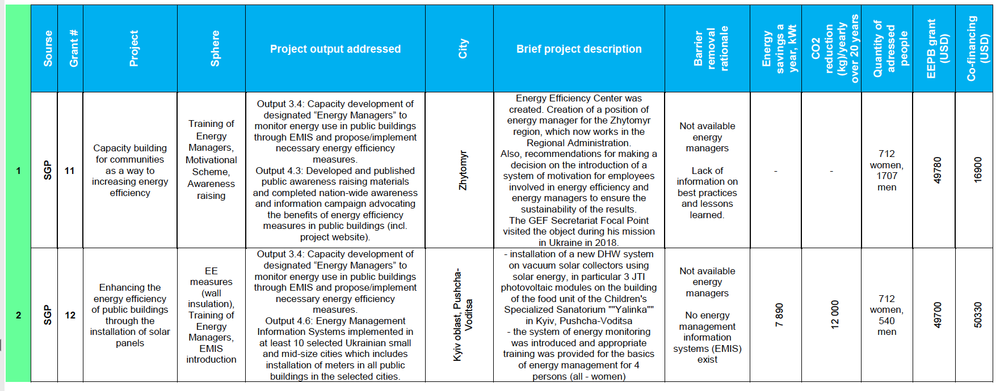 Sourse
Grant #
Project
Sphere
Project output addressed
City
Brief project description
Barrier
removal
rationale
Energy
savings a
year, kWt
CO2
reduction
(kg)/yearly
over 20 years
Quantity of
adressed
people
EEPB grant
(USD)
Co-financing
(USD)
1
SGP
11
Capacity building
for communities
as a way to
increasing energy
efficiency
Training of
Energy
Managers,
Motivational
Scheme,
Awareness
raising
Output 3.4: Capacity development of
designated “Energy Managers” to
monitor energy use in public buildings
through EMIS and propose/implement
necessary energy efficiency
measures.
Output 4.3: Developed and published
public awareness raising materials
and completed nation-wide awareness
and information campaign advocating
the benefits of energy efficiency
measures in public buildings (incl.
project website).
Zhytomyr
Energy Efficiency Center was
created. Creation of a position of
energy manager for the Zhytomyr
region, which now works in the
Regional Administration.
Also, recommendations for making a
decision on the introduction of a
system of motivation for employees
involved in energy efficiency and
energy managers to ensure the
sustainability of the results.
The GEF Secretariat Focal Point
visited the object during his mission
in Ukraine in 2018.
Not available
energy
managers
Lack of
information on
best practices
and lessons
learned.
-
-
712
women,
1707
men
49780
16900
2
SGP
12
Enhancing the
energy efficiency
of public buildings
through the
installation of solar
panels
EE
measures
(wall
insulation),
Training of
Energy
Managers,
EMIS
introduction
Output 3.4: Capacity development of
designated “Energy Managers” to
monitor energy use in public buildings
through EMIS and propose/implement
necessary energy efficiency
measures.
Output 4.6: Energy Management
Information Systems implemented in
at least 10 selected Ukrainian small
and mid-size cities which includes
installation of meters in all public
buildings in the selected cities.
Kyiv oblast, Pushcha-
Voditsa
- installation of a new DHW system
on vacuum solar collectors using
solar energy, in particular 3 JTI
photovoltaic modules on the building
of the food unit of the Children's
Specialized Sanatorium ""Yalinka""
in Kyiv, Pushcha-Voditsa
- the system of energy monitoring
was introduced and appropriate
training was provided for the basics
of energy management for 4
persons (all - women)
Not available
energy
managers
No energy
management
information
systems (EMIS)
exist
7 890
12 000
712
women,
540
men
49700
50330